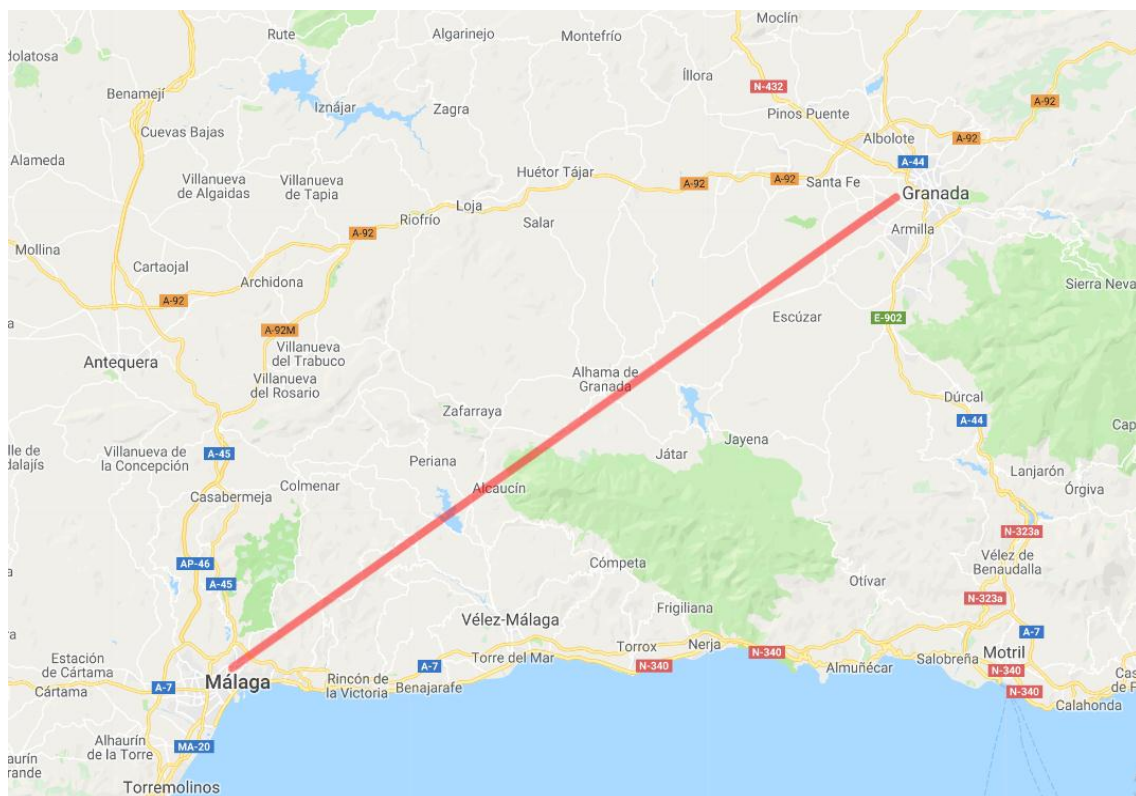 Moclín
Rute
Algarinejo
Montefrío
dolatosa
Íllora
N-432
Benamejí
Iznájar
Zagra
A-92
Pinos Puente
Cuevas Bajas
Albolote
A-92
Alameda
A-44
Villanueva
de Algaidas
Villanueva
de Tapia
Huétor Tájar
A-92
A-92
Santa Fe
Granada
Loja
Riofrío
Salar
Armilla
A-92
Mollina
Cartaojal
Archidona
Sierra Neva
A-92
Escúzar
E-902
A-92M
Villanueva
del Trabuco
Antequera
Villanueva
del Rosario
Alhama de
Granada
Dúrcal
Zafarraya
A-44
Cap
Jayena
lle de
dalajís
Villanueva de
la Concepción
A-45
Periana
Játar
Lanjarón
Colmenar
Alcaucín
Órgiva
Casabermeja
N-323a
AP-46
Cómpeta
Vélez de
Benaudalla
A-45
Otívar
N-323a
Frigiliana
Vélez-Málaga
A-7
Torrox
Nerja
N-340
Motril
Estación
de Cártama
A-7
Torre del Mar
N-340
Almuñécar
Salobreña
N-340
Málaga
Rincón de
la Victoria
Benajarafe
Cártama
A-7
N-340
Cas
de F
Calahonda
Alhaurín
de la Torre
MA-20
aurín
rande
Torremolinos